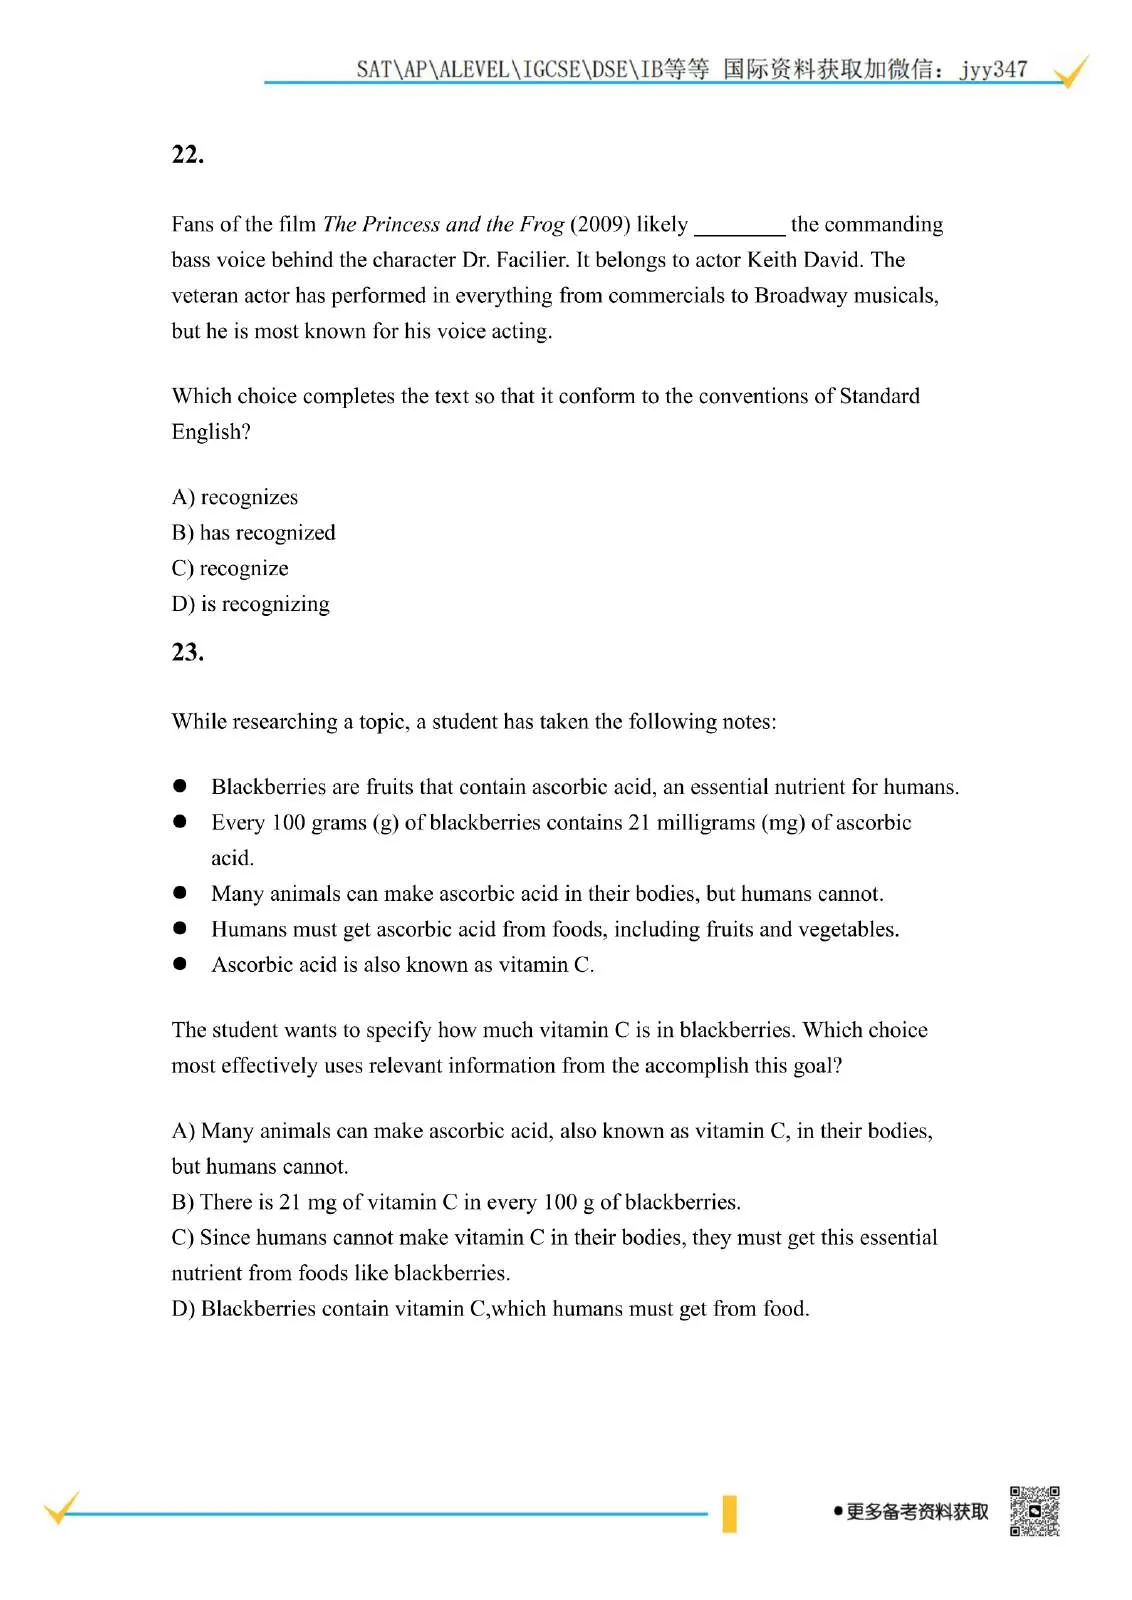 SAT\AP\ALEVEL\IGCSE\DSE\IB等等 国际资料获取加微信：jyy347
22.
Fans of the film The Princess and the Frog (2009) likely ________ the commanding
bass voice behind the character Dr. Facilier. It belongs to actor Keith David. The
veteran actor has performed in everything from commercials to Broadway musicals,
but he is most known for his voice acting.
Which choice completes the text so that it conform to the conventions of Standard
English?
A) recognizes
B) has recognized
C) recognize
D) is recognizing
23.
While researching a topic, a student has taken the following notes:
● Blackberries are fruits that contain ascorbic acid, an essential nutrient for humans.
● Every 100 grams (g) of blackberries contains 21 milligrams (mg) of ascorbic
acid.
● Many animals can make ascorbic acid in their bodies, but humans cannot.
● Humans must get ascorbic acid from foods, including fruits and vegetables.
● Ascorbic acid is also known as vitamin C.
The student wants to specify how much vitamin C is in blackberries. Which choice
most effectively uses relevant information from the accomplish this goal?
A) Many animals can make ascorbic acid, also known as vitamin C, in their bodies,
but humans cannot.
B) There is 21 mg of vitamin C in every 100 g of blackberries.
C) Since humans cannot make vitamin C in their bodies, they must get this essential
nutrient from foods like blackberries.
D) Blackberries contain vitamin C,which humans must get from food.
●更多备考资料获取